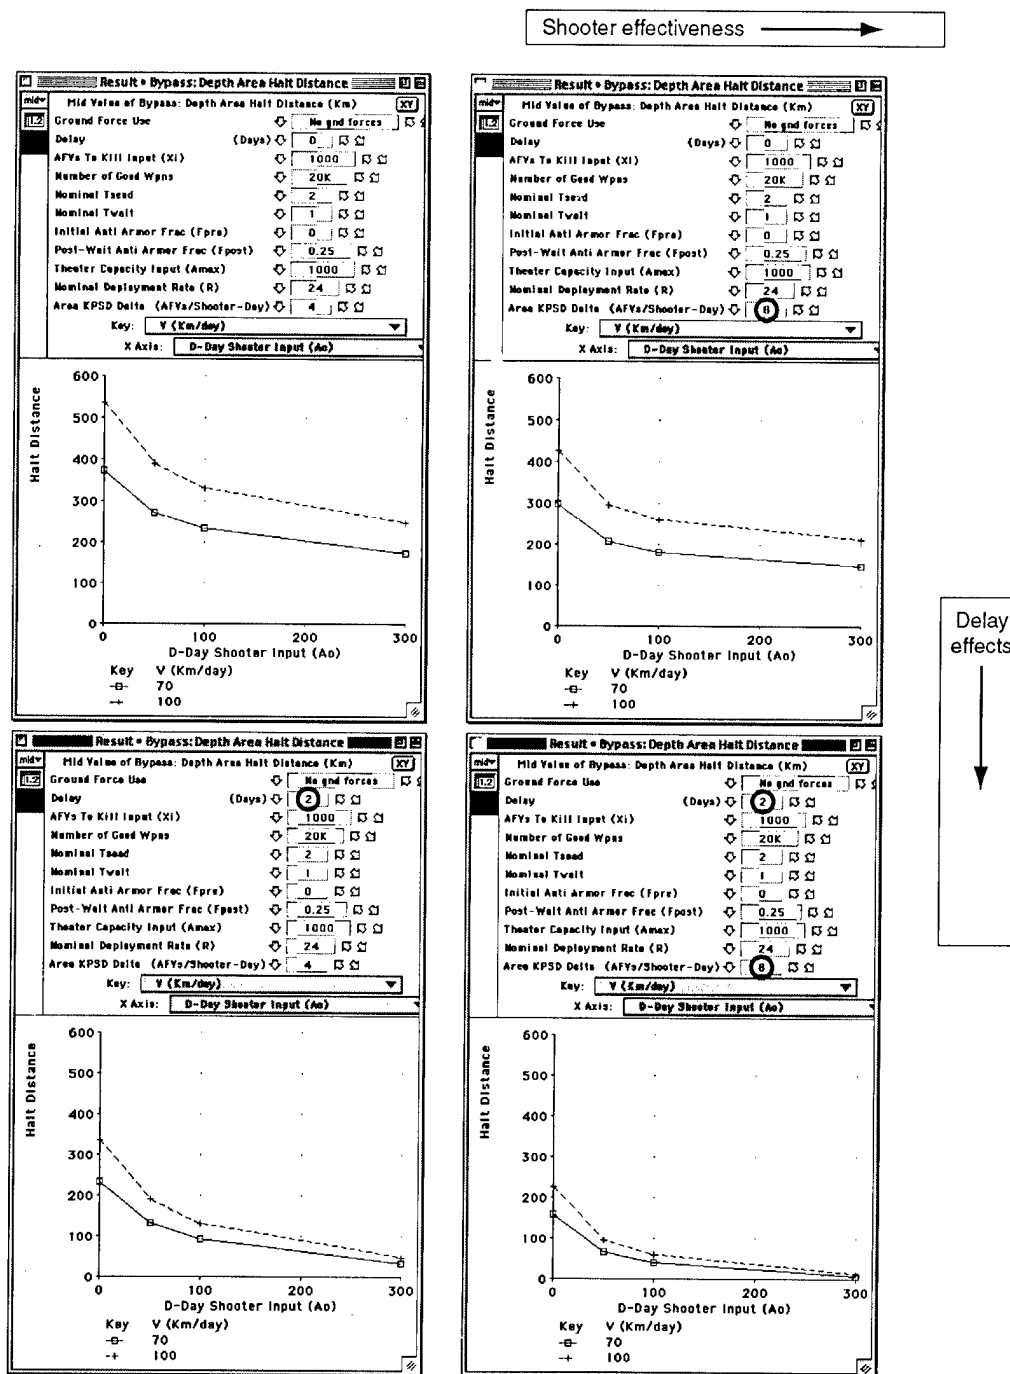 Shooter effectiveness
Result • Bypass: Depth Area Halt Distance
mid
Mid Value of Bypass: Depth Area Halt Distance (Km)
XY
1.2
Ground Force Use
No gnd forces
Delay (Days) 0
AFVs To Kill Input (Xi) 1000
Number of Good Wpns 20K
Nominal Tsead 2
Nominal Twait 1
Initial Anti Armor Frac (Fpre) 0
Post-Wait Anti Armor Frac (Fpost) 0.25
Theater Capacity Input (Amax) 1000
Nominal Deployment Rate (R) 24
Area KPSD Delta (AFVs/Shooter-Day) 4
Key: V (Km/day)
X Axis: D-Day Shooter Input (Ao)
Halt Distance
600
500
400
300
200
100
0
0 100 200 300
D-Day Shooter Input (Ao)
Key V (Km/day)
70
100
Result • Bypass: Depth Area Halt Distance
mid
Mid Value of Bypass: Depth Area Halt Distance (Km)
XY
1.2
Ground Force Use
No gnd forces
Delay (Days) 0
AFVs To Kill Input (Xi) 1000
Number of Good Wpns 20K
Nominal Tsead 2
Nominal Twait 1
Initial Anti Armor Frac (Fpre) 0
Post-Wait Anti Armor Frac (Fpost) 0.25
Theater Capacity Input (Amax) 1000
Nominal Deployment Rate (R) 24
Area KPSD Delta (AFVs/Shooter-Day) 8
Key: V (Km/day)
X Axis: D-Day Shooter Input (Ao)
Halt Distance
600
500
400
300
200
100
0
0 100 200 300
D-Day Shooter Input (Ao)
Key V (Km/day)
70
100
Delay
effects
Result • Bypass: Depth Area Halt Distance
mid
Mid Value of Bypass: Depth Area Halt Distance (Km)
XY
1.2
Ground Force Use
No gnd forces
Delay (Days) 2
AFVs To Kill Input (Xi) 1000
Number of Good Wpns 20K
Nominal Tsead 2
Nominal Twait 1
Initial Anti Armor Frac (Fpre) 0
Post-Wait Anti Armor Frac (Fpost) 0.25
Theater Capacity Input (Amax) 1000
Nominal Deployment Rate (R) 24
Area KPSD Delta (AFVs/Shooter-Day) 4
Key: V (Km/day)
X Axis: D-Day Shooter Input (Ao)
Halt Distance
600
500
400
300
200
100
0
0 100 200 300
D-Day Shooter Input (Ao)
Key V (Km/day)
70
100
Result • Bypass: Depth Area Halt Distance
mid
Mid Value of Bypass: Depth Area Halt Distance (Km)
XY
1.2
Ground Force Use
No gnd forces
Delay (Days) 2
AFVs To Kill Input (Xi) 1000
Number of Good Wpns 20K
Nominal Tsead 2
Nominal Twait 1
Initial Anti Armor Frac (Fpre) 0
Post-Wait Anti Armor Frac (Fpost) 0.25
Theater Capacity Input (Amax) 1000
Nominal Deployment Rate (R) 24
Area KPSD Delta (AFVs/Shooter-Day) 8
Key: V (Km/day)
X Axis: D-Day Shooter Input (Ao)
Halt Distance
600
500
400
300
200
100
0
0 100 200 300
D-Day Shooter Input (Ao)
Key V (Km/day)
70
100